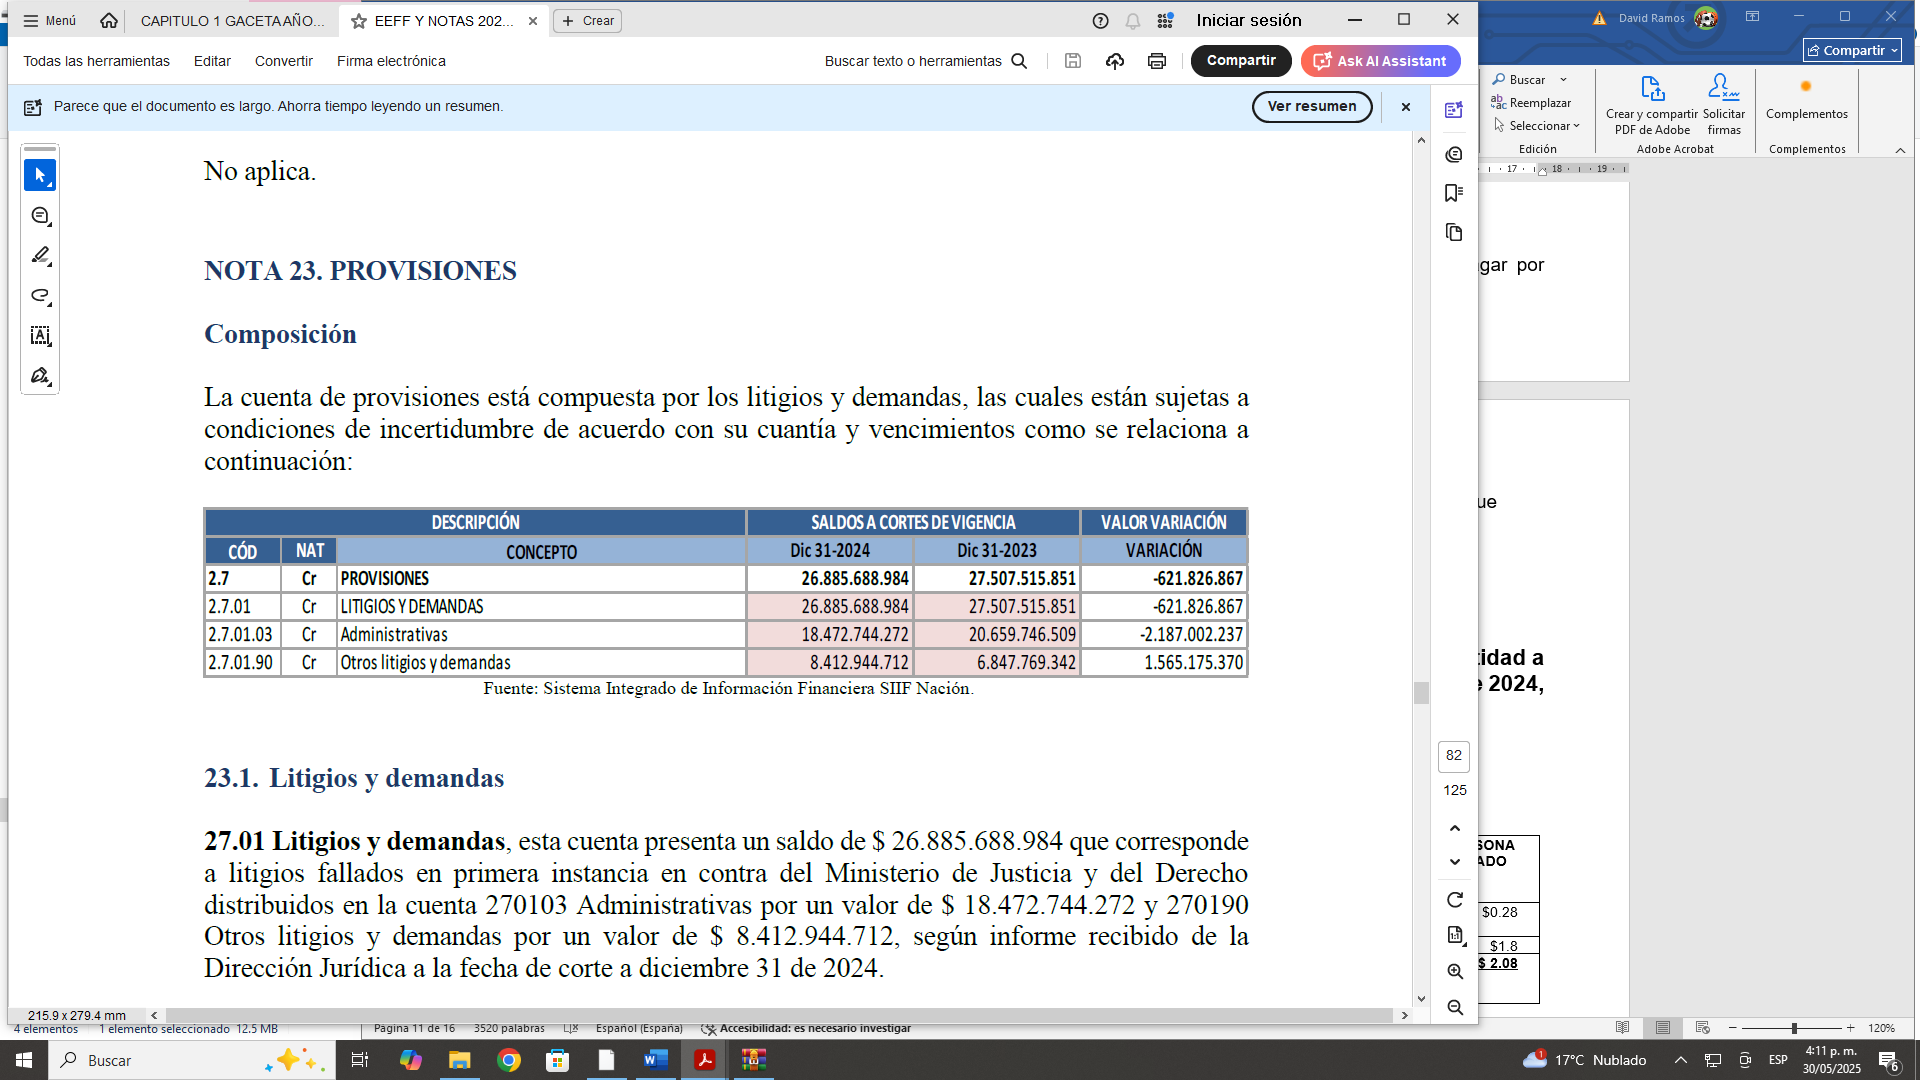 Menú
CAPITULO 1 GACETA AÑO...
EEFF Y NOTAS 202...
Crear
Iniciar sesión
David Ramos
Todas las herramientas
Editar
Convertir
Firma electrónica
Buscar texto o herramientas
Compartir
Ask AI Assistant
Compartir
Parece que el documento es largo. Ahorra tiempo leyendo un resumen.
Ver resumen
Buscar
Reemplazar
Seleccionar
Edición
Crear y compartir
PDF de Adobe
Solicitar
firmas
Adobe Acrobat
Complementos
Complementos
17 18 19
No aplica.
NOTA 23. PROVISIONES
Composición
La cuenta de provisiones está compuesta por los litigios y demandas, las cuales están sujetas a
condiciones de incertidumbre de acuerdo con su cuantía y vencimientos como se relaciona a
continuación:
DESCRIPCIÓN SALDOS A CORTES DE VIGENCIA VALOR VARIACIÓN
CÓD NAT CONCEPTO Dic 31-2024 Dic 31-2023 VARIACIÓN
2.7 Cr PROVISIONES 26.885.688.984 27.507.515.851 -621.826.867
2.7.01 Cr LITIGIOS Y DEMANDAS 26.885.688.984 27.507.515.851 -621.826.867
2.7.01.03 Cr Administrativas 18.472.744.272 20.659.746.509 -2.187.002.237
2.7.01.90 Cr Otros litigios y demandas 8.412.944.712 6.847.769.342 1.565.175.370
Fuente: Sistema Integrado de Información Financiera SIIF Nación.
23.1. Litigios y demandas
27.01 Litigios y demandas, esta cuenta presenta un saldo de $ 26.885.688.984 que corresponde
a litigios fallados en primera instancia en contra del Ministerio de Justicia y del Derecho
distribuidos en la cuenta 270103 Administrativas por un valor de $ 18.472.744.272 y 270190
Otros litigios y demandas por un valor de $ 8.412.944.712, según informe recibido de la
Dirección Jurídica a la fecha de corte a diciembre 31 de 2024.
82
125
gar por
ue
tidad a
2024,
SONA
ADO
$0.28
$1.8
$ 2.08
215.9 x 279.4 mm
4 elementos
1 elemento seleccionado 12.5 MB
Página 11 de 16
3520 palabras
Español (España)
Accesibilidad: es necesario investigar
120%
Buscar
1
17°C Nublado
ESP
4:11 p. m.
30/05/2025
6